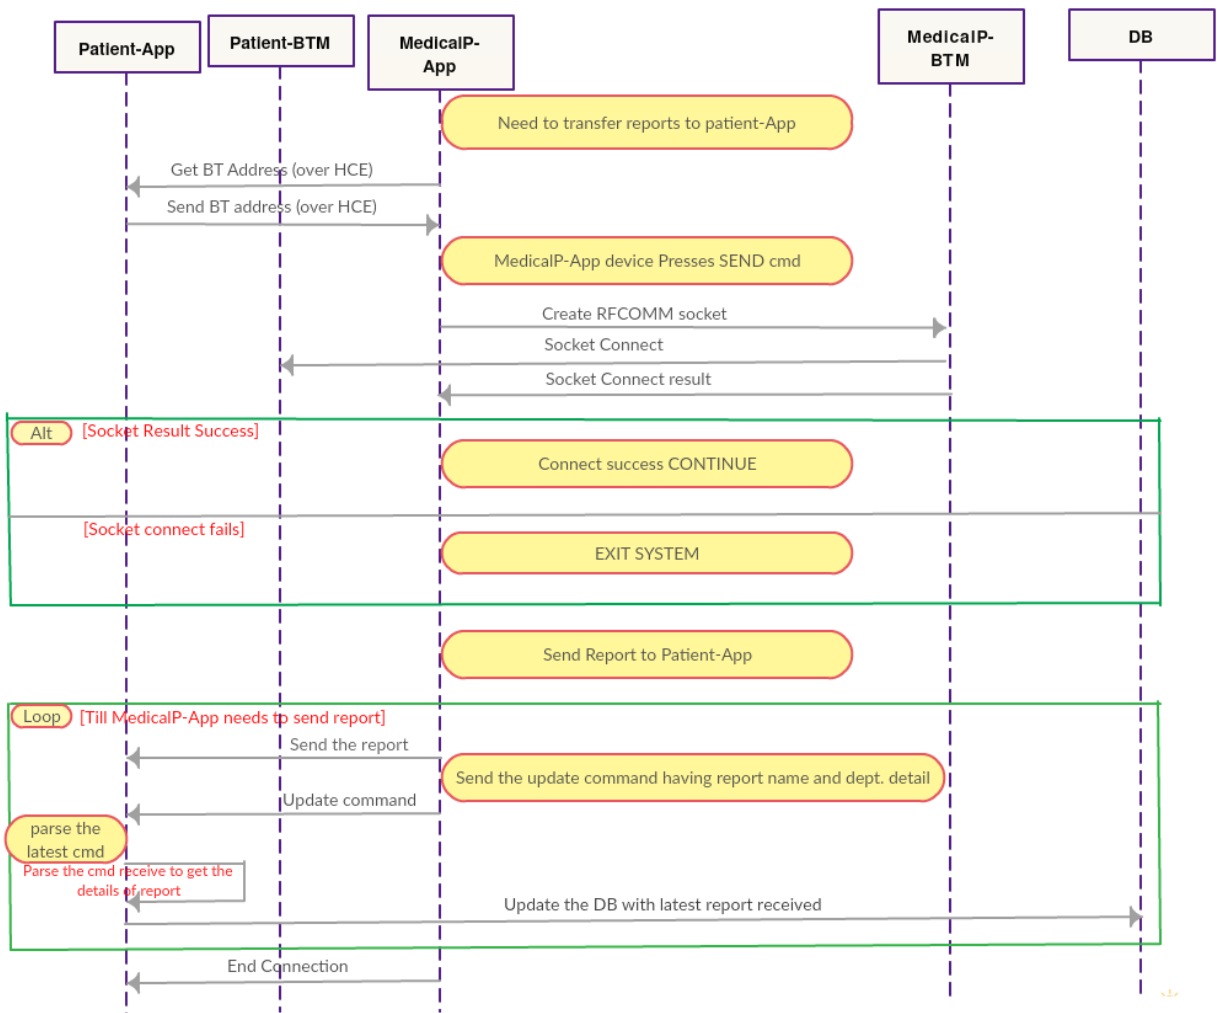 Patient-App
Patient-BTM
MedicalP-
App
MedicalP-
BTM
DB
Need to transfer reports to patient-App
Get BT Address (over HCE)
Send BT address (over HCE)
MedicalP-App device Presses SEND cmd
Create RFCOMM socket
Socket Connect
Socket Connect result
Alt
[Socket Result Success]
Connect success CONTINUE
[Socket connect fails]
EXIT SYSTEM
Send Report to Patient-App
Loop
[Till MedicalP-App needs to send report]
Send the report
Send the update command having report name and dept. detail
Update command
parse the
latest cmd
Parse the cmd receive to get the
details of report
Update the DB with latest report received
End Connection